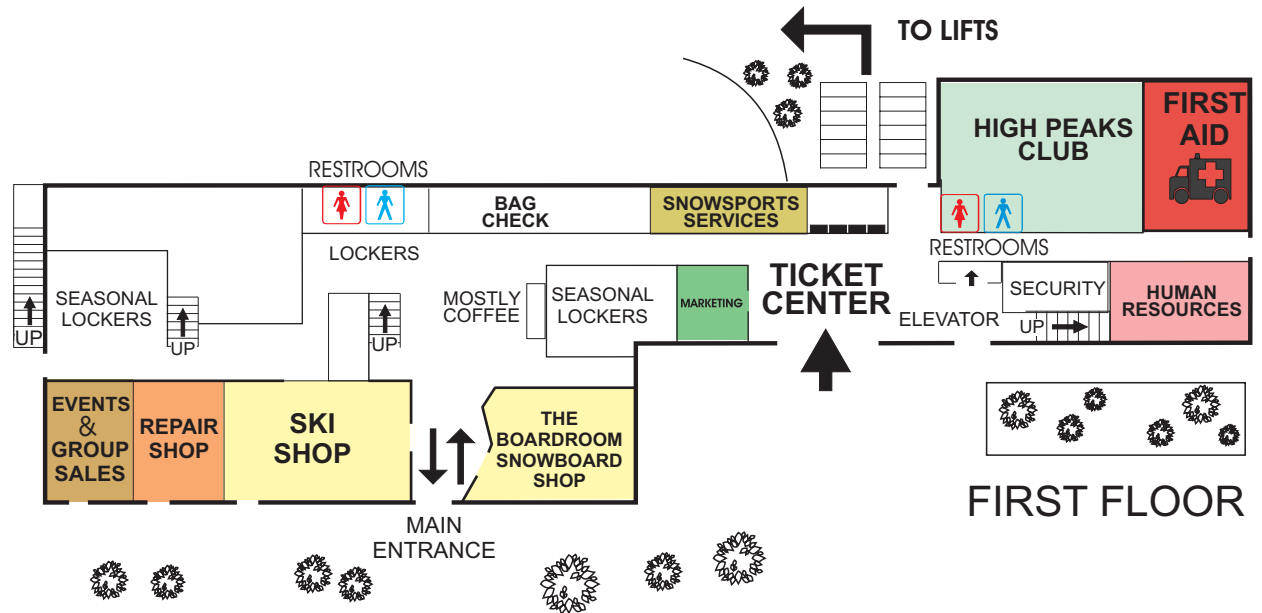 TO LIFTS
HIGH PEAKS
CLUB
FIRST
AID
RESTROOMS
BAG
CHECK
SNOWSPORTS
SERVICES
LOCKERS
RESTROOMS
SEASONAL
LOCKERS
UP
UP
UP
MOSTLY
COFFEE
SEASONAL
LOCKERS
MARKETING
TICKET
CENTER
ELEVATOR
SECURITY
UP
HUMAN
RESOURCES
EVENTS
&
GROUP
SALES
REPAIR
SHOP
SKI
SHOP
THE
BOARDROOM
SNOWBOARD
SHOP
MAIN
ENTRANCE
FIRST FLOOR